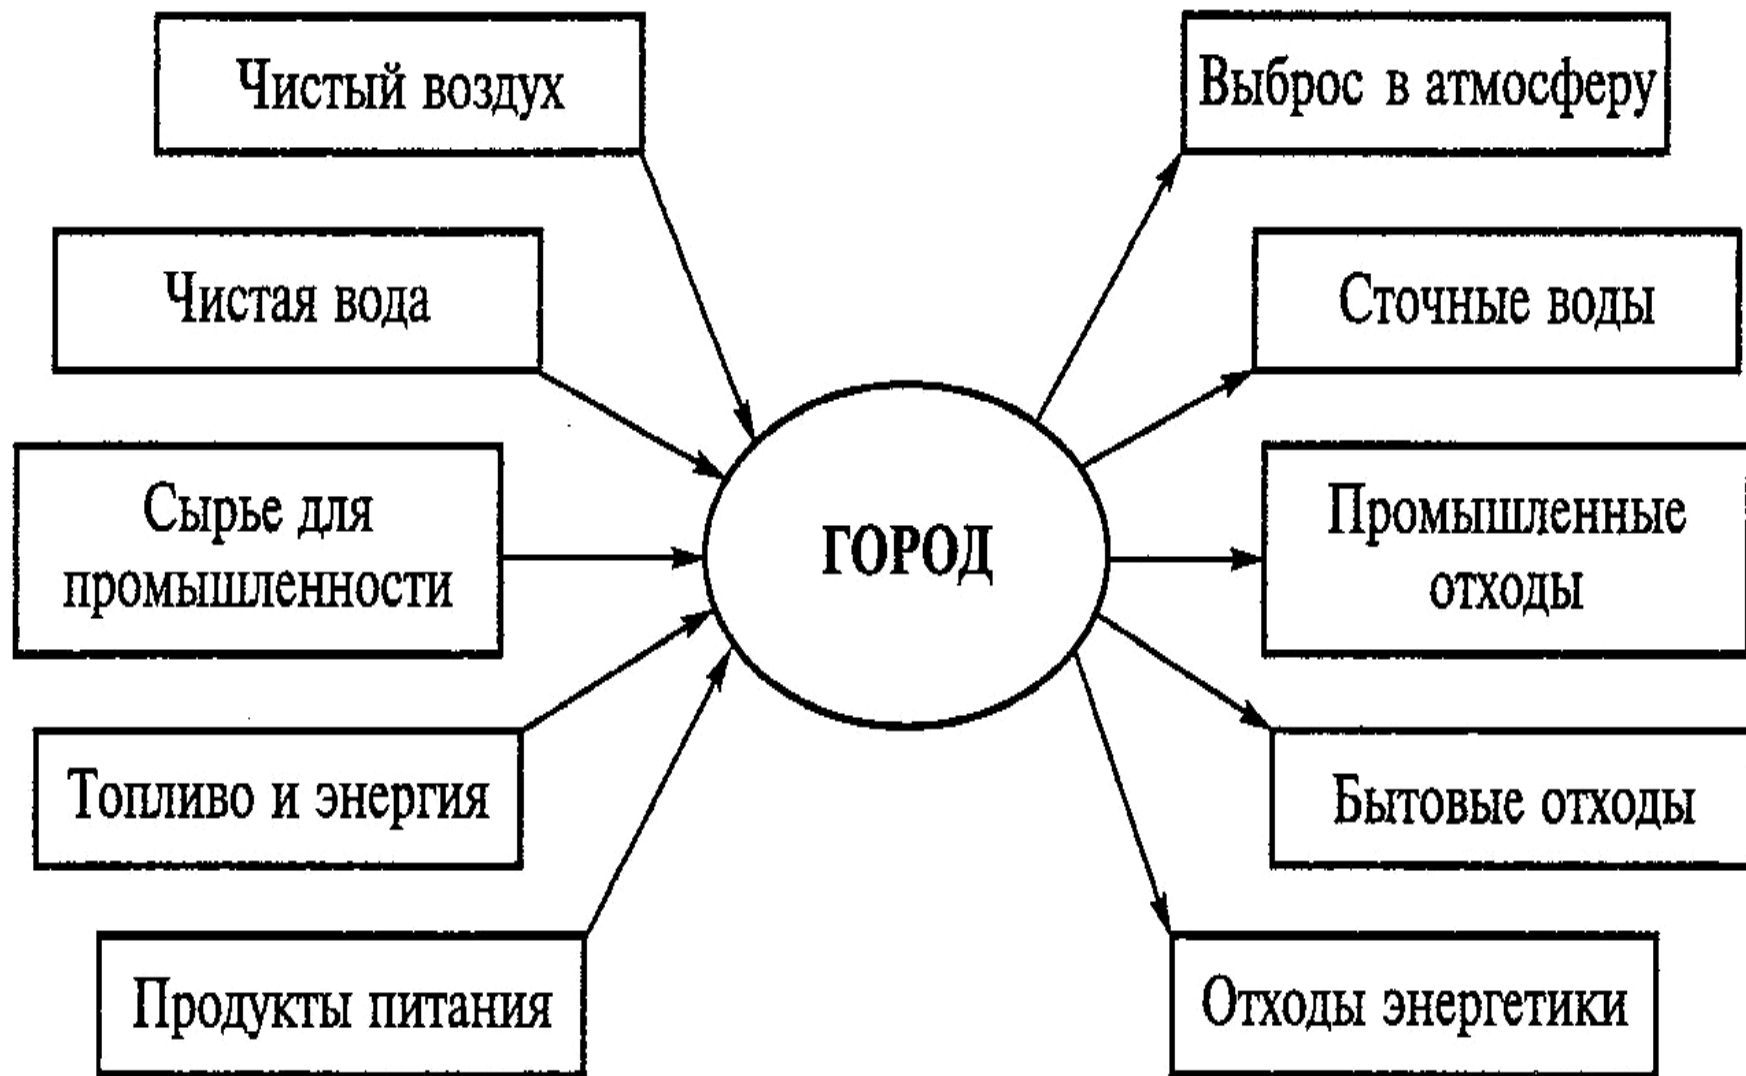 Чистый воздух
Чистая вода
Сырье для
промышленности
Топливо и энергия
Продукты питания
ГОРОД
Выброс в атмосферу
Сточные воды
Промышленные
отходы
Бытовые отходы
Отходы энергетики